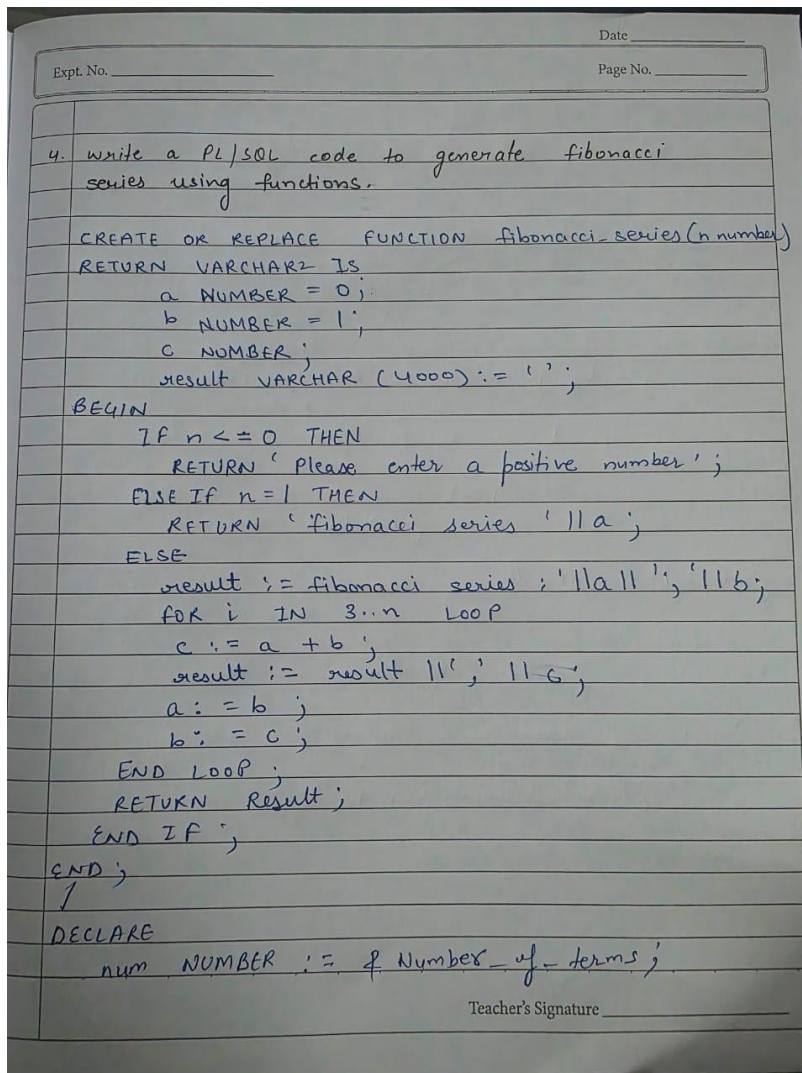 Date
Expt. No.
Page No.
4. write a PL/SQL code to generate fibonacci
series using functions.
CREATE OR REPLACE FUNCTION fibonacci_series(n number)
RETURN VARCHAR2 IS
a NUMBER = 0;
b NUMBER = 1;
c NUMBER;
result VARCHAR (4000) := ' ';
BEGIN
If n <= 0 THEN
RETURN ' Please enter a positive number';
ELSE If n=1 THEN
RETURN 'fibonacci series '||a;
ELSE
result := fibonacci series : '||a|| ', '||b;
FOR i IN 3..n LOOP
c := a + b;
result := result ||',' ||c;
a: = b ;
b: = c ;
END LOOP ;
RETURN Result;
END IF ;
END ;
/
DECLARE
num NUMBER := & Number_of_terms;
Teacher's Signature